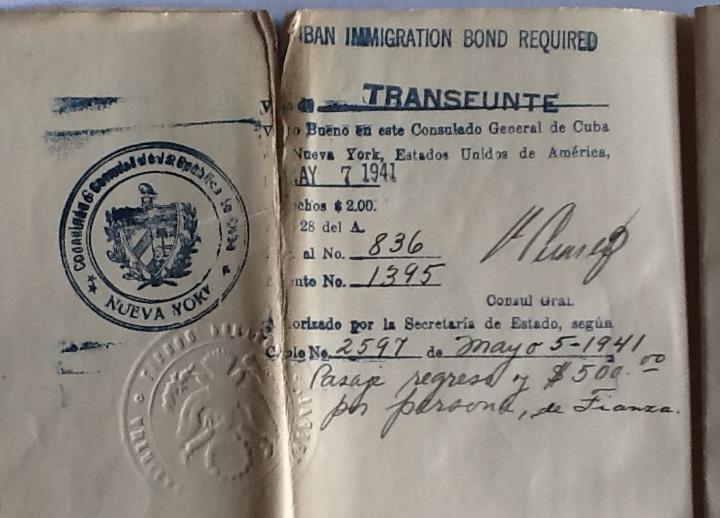 IBAN IMMIGRATION BOND REQUIRED
TRANSEUNTE
Bueno en este Consulado General de Cuba
Nueva York, Estados Unidos de América,
AY 7 1941
chos $2.00.
28 del A.
al No. 836
No. 1395
Consul Gral.
orizado por la Secretaría de Estado, según
No. 2597 de Mayo 5-1941
Pasaje regreso y $500.00
por persona, de Fianza.
NUEVA YORK